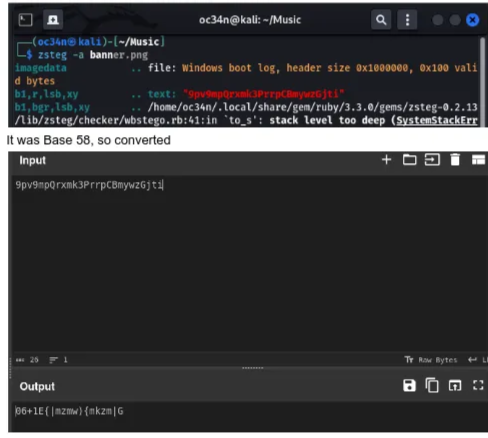 oc34n@kali: ~/Music
(oc34n㉿kali)-[~/Music]
$ zsteg -a banner.png
imagedata .. file: Windows boot log, header size 0x1000000, 0x100 vali
d bytes
b1,r,lsb,xy .. text: "9pv9mpQrxmk3PrrpCBmywzGjti"
b1,bgr,lsb,xy .. /home/oc34n/.local/share/gem/ruby/3.3.0/gems/zsteg-0.2.13
/lib/zsteg/checker/wbstego.rb:41:in `to_s': stack level too deep (SystemStackErr
It was Base 58, so converted
Input
9pv9mpQrxmk3PrrpCBmywzGjti
26 1
Raw Bytes
Output
06+1E{|mzmw){mkzm|G